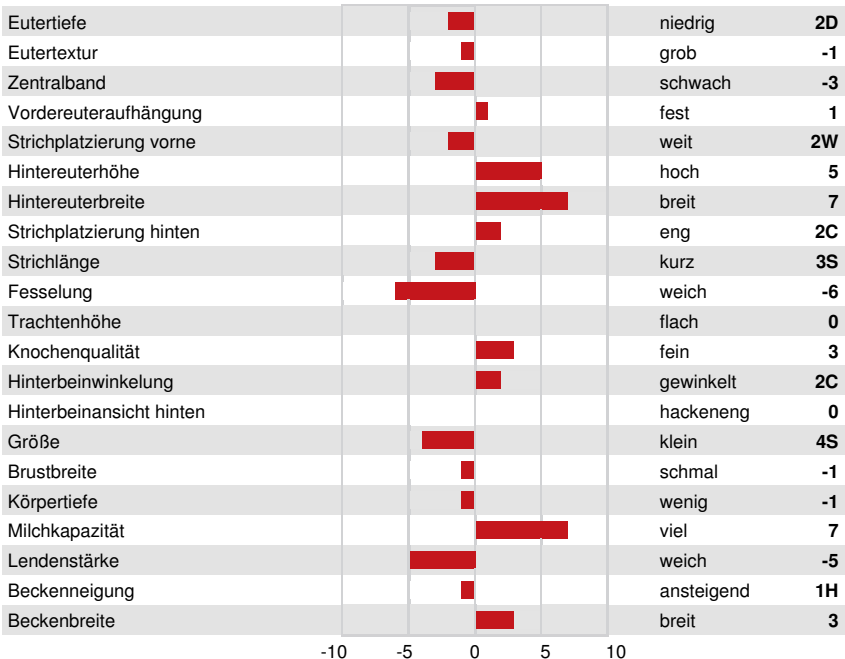 Eutertiefe niedrig 2D
Eutertextur grob -1
Zentralband schwach -3
Vordereuteraufhängung fest 1
Strichplatzierung vorne weit 2W
Hintereuterhöhe hoch 5
Hintereuterbreite breit 7
Strichplatzierung hinten eng 2C
Strichlänge kurz 3S
Fesselung weich -6
Trachtenhöhe flach 0
Knochenqualität fein 3
Hinterbeinwinkelung gewinkelt 2C
Hinterbeinansicht hinten hackeneng 0
Größe klein 4S
Brustbreite schmal -1
Körpertiefe wenig -1
Milchkapazität viel 7
Lendenstärke weich -5
Beckenneigung ansteigend 1H
Beckenbreite breit 3
-10 -5 0 5 10